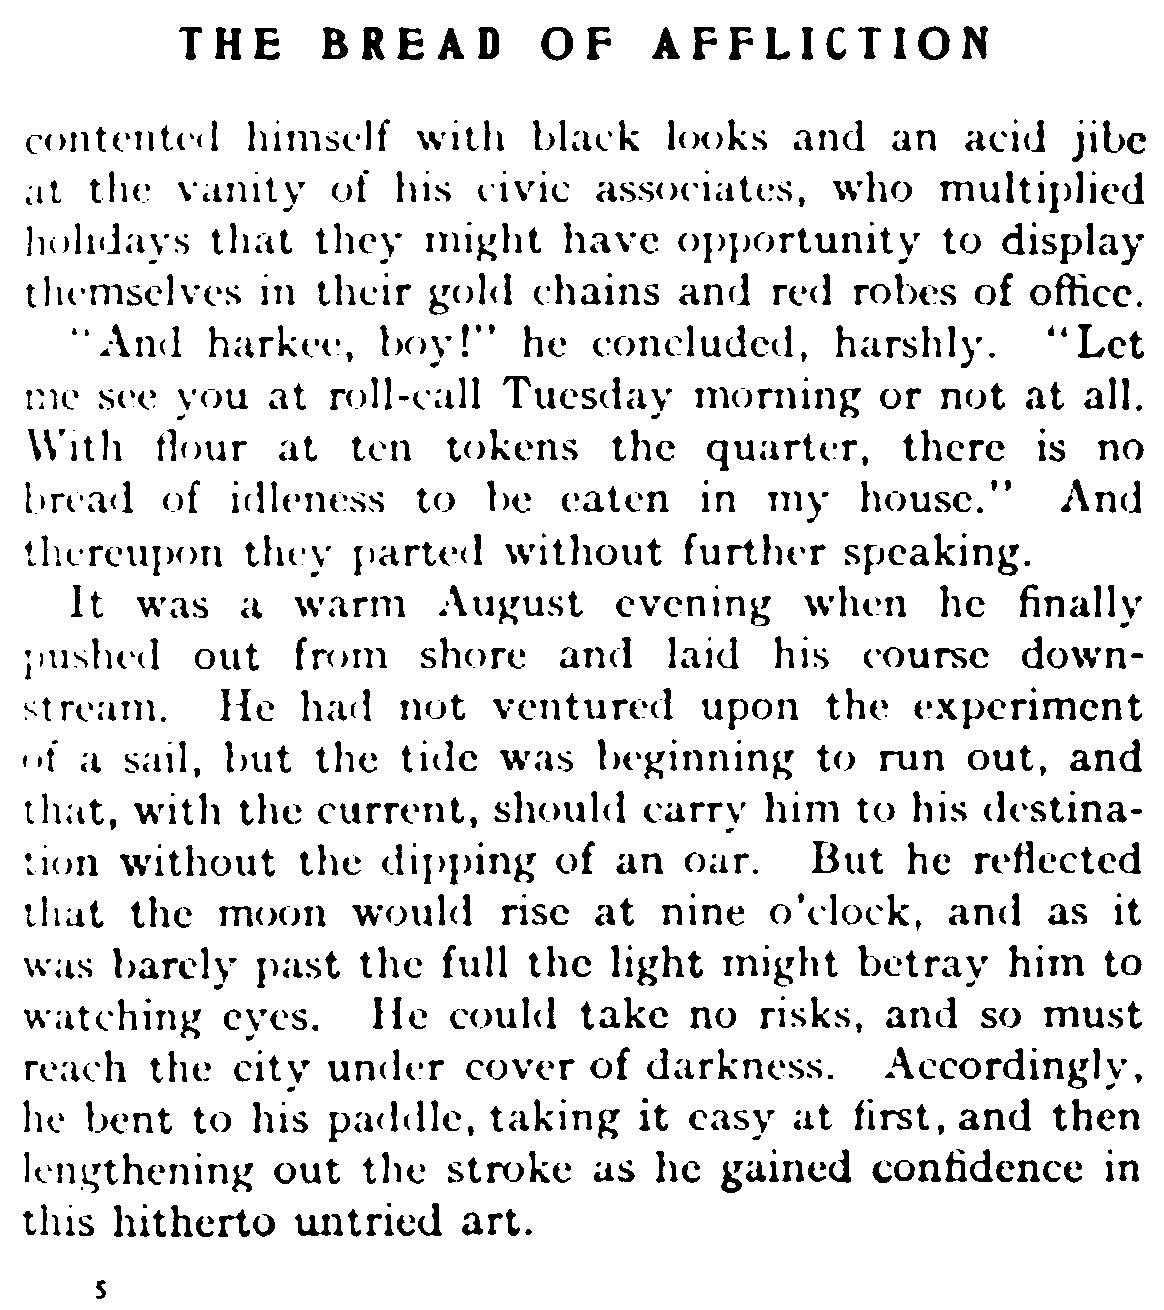 THE BREAD OF AFFLICTION
contented himself with black looks and an acid jibe
at the vanity of his civic associates, who multiplied
holidays that they might have opportunity to display
themselves in their gold chains and red robes of office.
"And harkee, boy!" he concluded, harshly. "Let
me see you at roll-call Tuesday morning or not at all.
With flour at ten tokens the quarter, there is no
bread of idleness to be eaten in my house." And
thereupon they parted without further speaking.
It was a warm August evening when he finally
pushed out from shore and laid his course down-
stream. He had not ventured upon the experiment
of a sail, but the tide was beginning to run out, and
that, with the current, should carry him to his destina-
tion without the dipping of an oar. But he reflected
that the moon would rise at nine o'clock, and as it
was barely past the full the light might betray him to
watching eyes. He could take no risks, and so must
reach the city under cover of darkness. Accordingly,
he bent to his paddle, taking it easy at first, and then
lengthening out the stroke as he gained confidence in
this hitherto untried art.
5